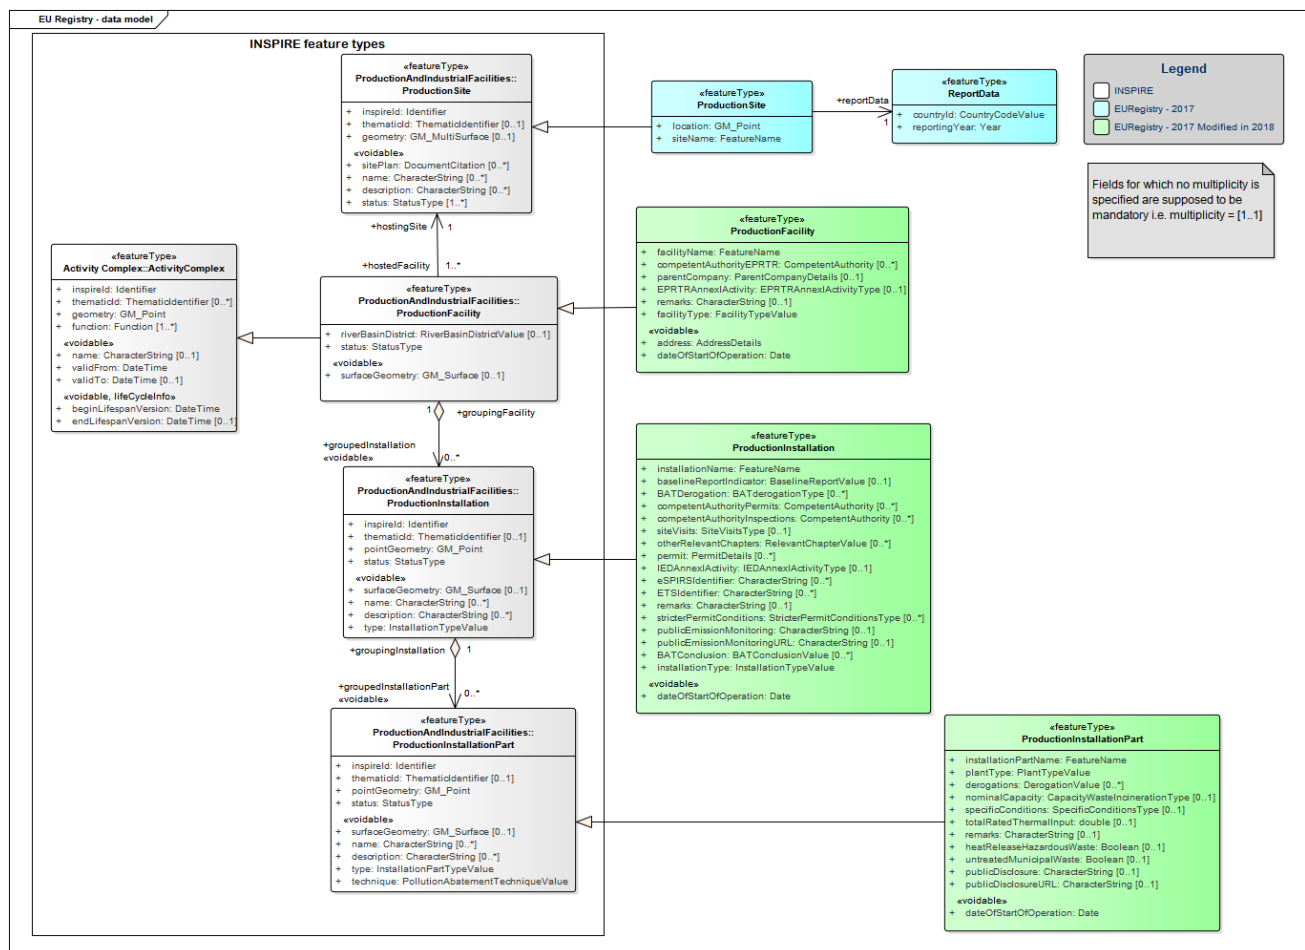 EU Registry - data model
INSPIRE feature types
«featureType»
ProductionAndIndustrialFacilities::
ProductionSite
+ inspireId: Identifier
+ thematicId: ThematicIdentifier [0..1]
+ geometry: GM_MultiSurface [0..1]
«voidable»
+ sitePlan: DocumentCitation [0..*]
+ name: CharacterString [0..*]
+ description: CharacterString [0..*]
+ status: StatusType [1..*]
«featureType»
ProductionSite
+ location: GM_Point
+ siteName: FeatureName
+reportData
1
«featureType»
ReportData
+ countryId: CountryCodeValue
+ reportingYear: Year
Legend
INSPIRE
EURegistry - 2017
EURegistry - 2017 Modified in 2018
Fields for which no multiplicity is
specified are supposed to be
mandatory i.e. multiplicity = [1..1]
+hostingSite
1
+hostedFacility
1..*
«featureType»
Activity Complex::ActivityComplex
+ inspireId: Identifier
+ thematicId: ThematicIdentifier [0..*]
+ geometry: GM_Point
+ function: Function [1..*]
«voidable»
+ name: CharacterString [0..1]
+ validFrom: DateTime
+ validTo: DateTime [0..1]
«voidable, lifeCycleInfo»
+ beginLifespanVersion: DateTime
+ endLifespanVersion: DateTime [0..1]
«featureType»
ProductionAndIndustrialFacilities::
ProductionFacility
+ riverBasinDistrict: RiverBasinDistrictValue [0..1]
+ status: StatusType
«voidable»
+ surfaceGeometry: GM_Surface [0..1]
«featureType»
ProductionFacility
+ facilityName: FeatureName
+ competentAuthorityEPRTR: CompetentAuthority [0..*]
+ parentCompany: ParentCompanyDetails [0..1]
+ EPRTRAnnexIActivity: EPRTRAnnexIActivityType [0..1]
+ remarks: CharacterString [0..1]
+ facilityType: FacilityTypeValue
«voidable»
+ address: AddressDetails
+ dateOfStartOfOperation: Date
1
+groupingFacility
+groupedInstallation
«voidable»
0..*
«featureType»
ProductionAndIndustrialFacilities::
ProductionInstallation
+ inspireId: Identifier
+ thematicId: ThematicIdentifier [0..1]
+ pointGeometry: GM_Point
+ status: StatusType
«voidable»
+ surfaceGeometry: GM_Surface [0..1]
+ name: CharacterString [0..*]
+ description: CharacterString [0..*]
+ type: InstallationTypeValue
«featureType»
ProductionInstallation
+ installationName: FeatureName
+ baselineReportIndicator: BaselineReportValue [0..1]
+ BATDerogation: BATderogationType [0..*]
+ competentAuthorityPermits: CompetentAuthority [0..*]
+ competentAuthorityInspections: CompetentAuthority [0..*]
+ siteVisits: SiteVisitsType [0..1]
+ otherRelevantChapters: RelevantChapterValue [0..*]
+ permit: PermitDetails [0..*]
+ IEDAnnexIActivity: IEDAnnexIActivityType [0..1]
+ eSPIRSIdentifier: CharacterString [0..*]
+ ETSIdentifier: CharacterString [0..*]
+ remarks: CharacterString [0..1]
+ stricterPermitConditions: StricterPermitConditionsType [0..*]
+ publicEmissionMonitoring: CharacterString [0..1]
+ publicEmissionMonitoringURL: CharacterString [0..1]
+ BATConclusion: BATConclusionValue [0..*]
+ installationType: InstallationTypeValue
«voidable»
+ dateOfStartOfOperation: Date
+groupingInstallation
1
+groupedInstallationPart
«voidable»
0..*
«featureType»
ProductionAndIndustrialFacilities::
ProductionInstallationPart
+ inspireId: Identifier
+ thematicId: ThematicIdentifier [0..1]
+ pointGeometry: GM_Point
+ status: StatusType
«voidable»
+ surfaceGeometry: GM_Surface [0..1]
+ name: CharacterString [0..*]
+ description: CharacterString [0..*]
+ type: InstallationPartTypeValue
+ technique: PollutionAbatementTechniqueValue
«featureType»
ProductionInstallationPart
+ installationPartName: FeatureName
+ plantType: PlantTypeValue
+ derogations: DerogationValue [0..*]
+ nominalCapacity: CapacityWasteIncinerationType [0..1]
+ specificConditions: SpecificConditionsType [0..1]
+ totalRatedThermalInput: double [0..1]
+ remarks: CharacterString [0..1]
+ heatReleaseHazardousWaste: Boolean [0..1]
+ untreatedMunicipalWaste: Boolean [0..1]
+ publicDisclosure: CharacterString [0..1]
+ publicDisclosureURL: CharacterString [0..1]
«voidable»
+ dateOfStartOfOperation: Date